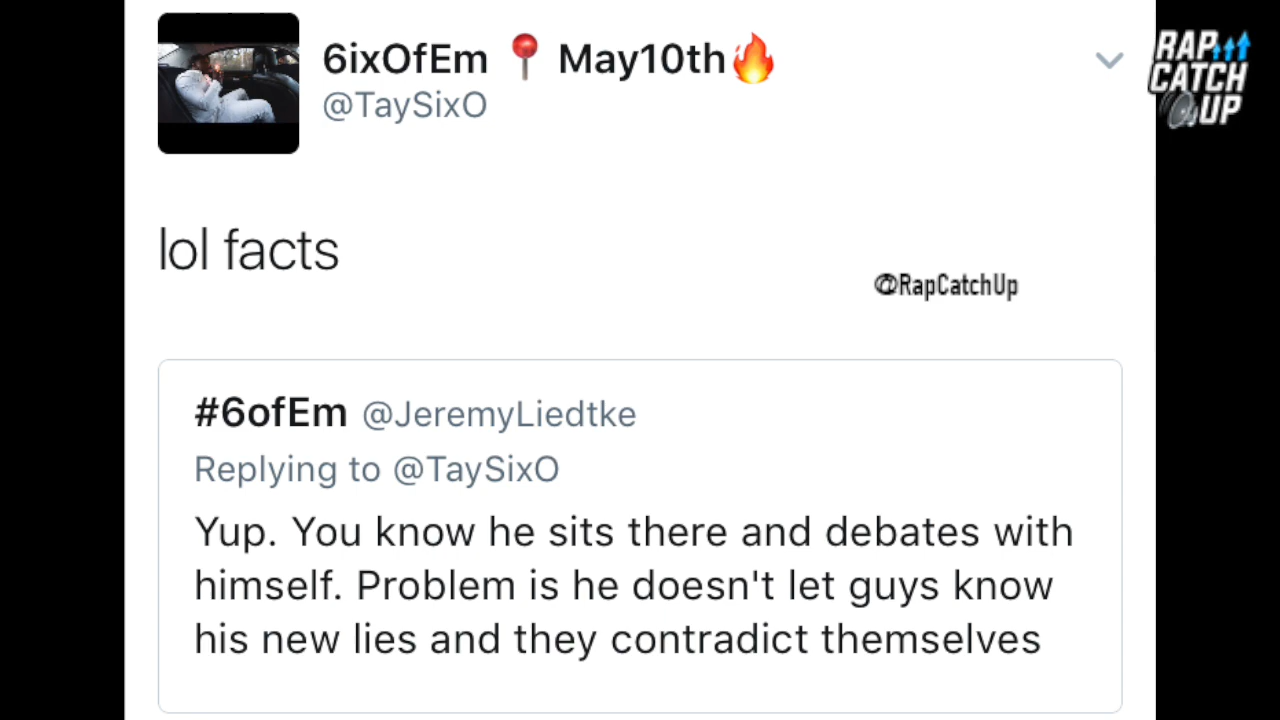 6ixOfEm 📍 May10th🔥
@TaySixO
RAP
CATCH
UP
lol facts
@RapCatchUp
#6ofEm @JeremyLiedtke
Replying to @TaySixO
Yup. You know he sits there and debates with
himself. Problem is he doesn't let guys know
his new lies and they contradict themselves